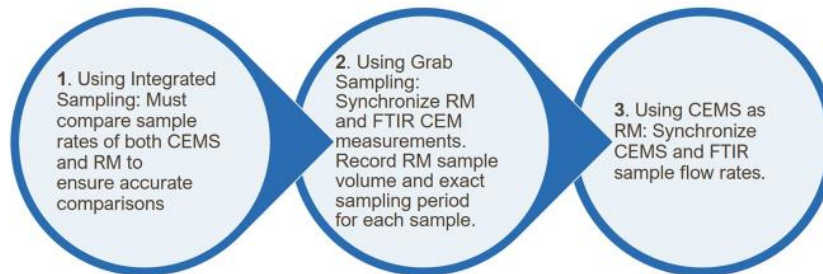 1. Using Integrated
Sampling: Must
compare sample
rates of both CEMS
and RM to
ensure accurate
comparisons
2. Using Grab
Sampling:
Synchronize RM
and FTIR CEM
measurements.
Record RM sample
volume and exact
sampling period
for each sample.
3. Using CEMS as
RM: Synchronize
CEMS and FTIR
sample flow rates.